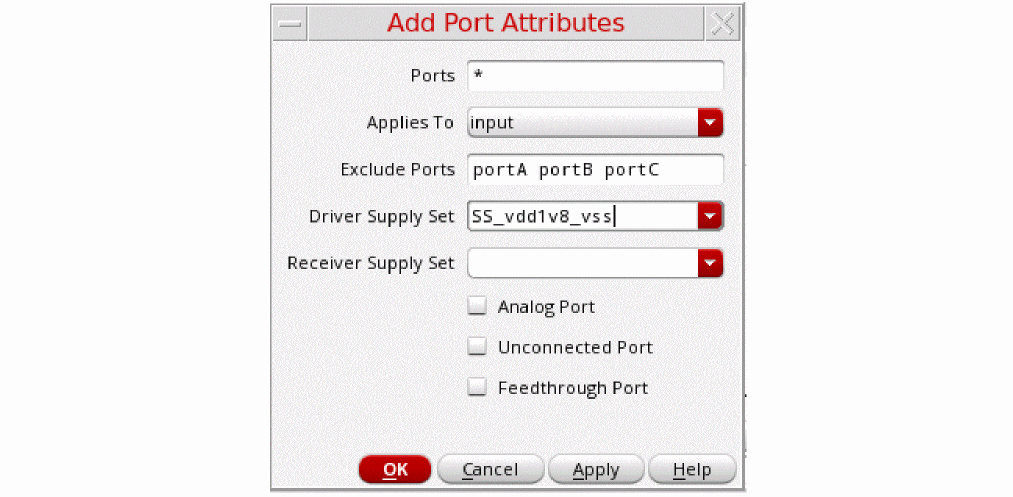 Add Port Attributes
Ports *
Applies To input
Exclude Ports portA portB portC
Driver Supply Set SS_vdd1v8_vss
Receiver Supply Set
Analog Port
Unconnected Port
Feedthrough Port
OK Cancel Apply Help